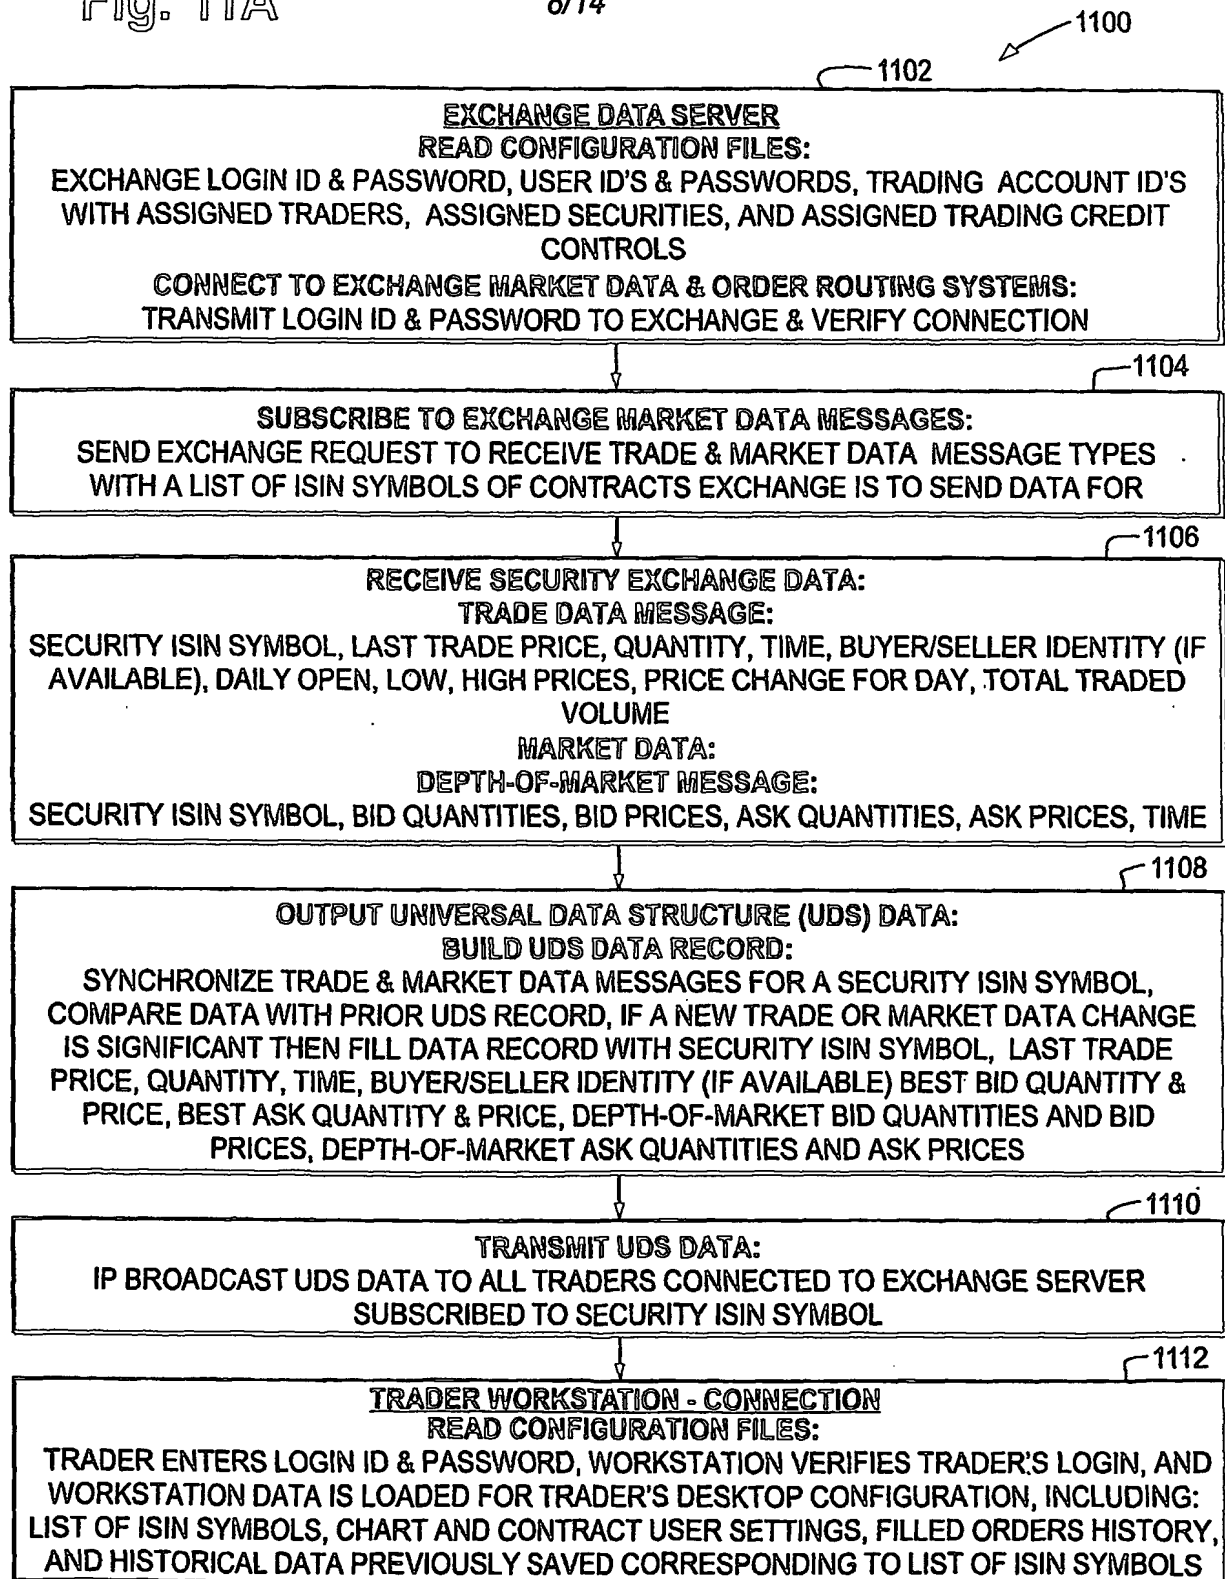 Fig. 11A
8/14
1100
1102
EXCHANGE DATA SERVER
READ CONFIGURATION FILES:
EXCHANGE LOGIN ID & PASSWORD, USER ID'S & PASSWORDS, TRADING ACCOUNT ID'S
WITH ASSIGNED TRADERS, ASSIGNED SECURITIES, AND ASSIGNED TRADING CREDIT
CONTROLS
CONNECT TO EXCHANGE MARKET DATA & ORDER ROUTING SYSTEMS:
TRANSMIT LOGIN ID & PASSWORD TO EXCHANGE & VERIFY CONNECTION
1104
SUBSCRIBE TO EXCHANGE MARKET DATA MESSAGES:
SEND EXCHANGE REQUEST TO RECEIVE TRADE & MARKET DATA MESSAGE TYPES
WITH A LIST OF ISIN SYMBOLS OF CONTRACTS EXCHANGE IS TO SEND DATA FOR
1106
RECEIVE SECURITY EXCHANGE DATA:
TRADE DATA MESSAGE:
SECURITY ISIN SYMBOL, LAST TRADE PRICE, QUANTITY, TIME, BUYER/SELLER IDENTITY (IF
AVAILABLE), DAILY OPEN, LOW, HIGH PRICES, PRICE CHANGE FOR DAY, TOTAL TRADED
VOLUME
MARKET DATA:
DEPTH-OF-MARKET MESSAGE:
SECURITY ISIN SYMBOL, BID QUANTITIES, BID PRICES, ASK QUANTITIES, ASK PRICES, TIME
1108
OUTPUT UNIVERSAL DATA STRUCTURE (UDS) DATA:
BUILD UDS DATA RECORD:
SYNCHRONIZE TRADE & MARKET DATA MESSAGES FOR A SECURITY ISIN SYMBOL,
COMPARE DATA WITH PRIOR UDS RECORD, IF A NEW TRADE OR MARKET DATA CHANGE
IS SIGNIFICANT THEN FILL DATA RECORD WITH SECURITY ISIN SYMBOL, LAST TRADE
PRICE, QUANTITY, TIME, BUYER/SELLER IDENTITY (IF AVAILABLE) BEST BID QUANTITY &
PRICE, BEST ASK QUANTITY & PRICE, DEPTH-OF-MARKET BID QUANTITIES AND BID
PRICES, DEPTH-OF-MARKET ASK QUANTITIES AND ASK PRICES
1110
TRANSMIT UDS DATA:
IP BROADCAST UDS DATA TO ALL TRADERS CONNECTED TO EXCHANGE SERVER
SUBSCRIBED TO SECURITY ISIN SYMBOL
1112
TRADER WORKSTATION - CONNECTION
READ CONFIGURATION FILES:
TRADER ENTERS LOGIN ID & PASSWORD, WORKSTATION VERIFIES TRADER'S LOGIN, AND
WORKSTATION DATA IS LOADED FOR TRADER'S DESKTOP CONFIGURATION, INCLUDING:
LIST OF ISIN SYMBOLS, CHART AND CONTRACT USER SETTINGS, FILLED ORDERS HISTORY,
AND HISTORICAL DATA PREVIOUSLY SAVED CORRESPONDING TO LIST OF ISIN SYMBOLS